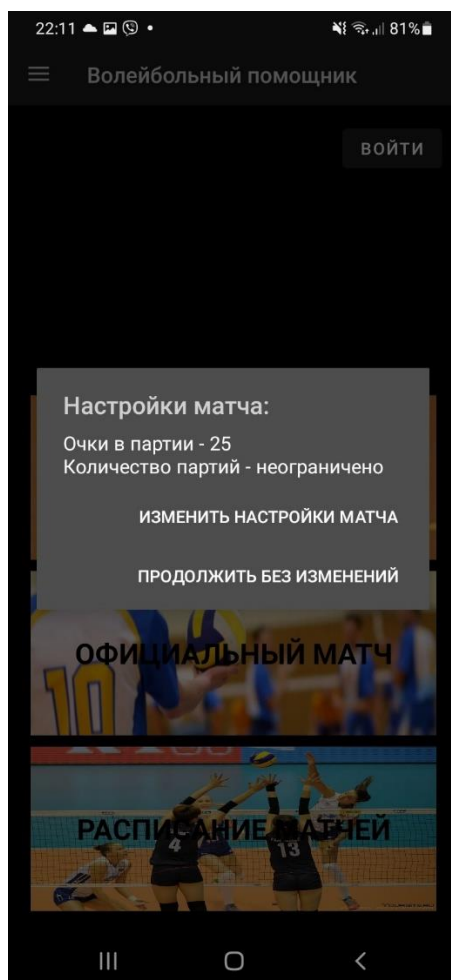 22:11
81%
Волейбольный помощник
ВОЙТИ
Настройки матча:
Очки в партии - 25
Количество партий - неограничено
ИЗМЕНИТЬ НАСТРОЙКИ МАТЧА
ПРОДОЛЖИТЬ БЕЗ ИЗМЕНЕНИЙ
ОФИЦИАЛЬНЫЙ МАТЧ
10
РАСПИСАНИЕ МАТЧЕЙ
4
13